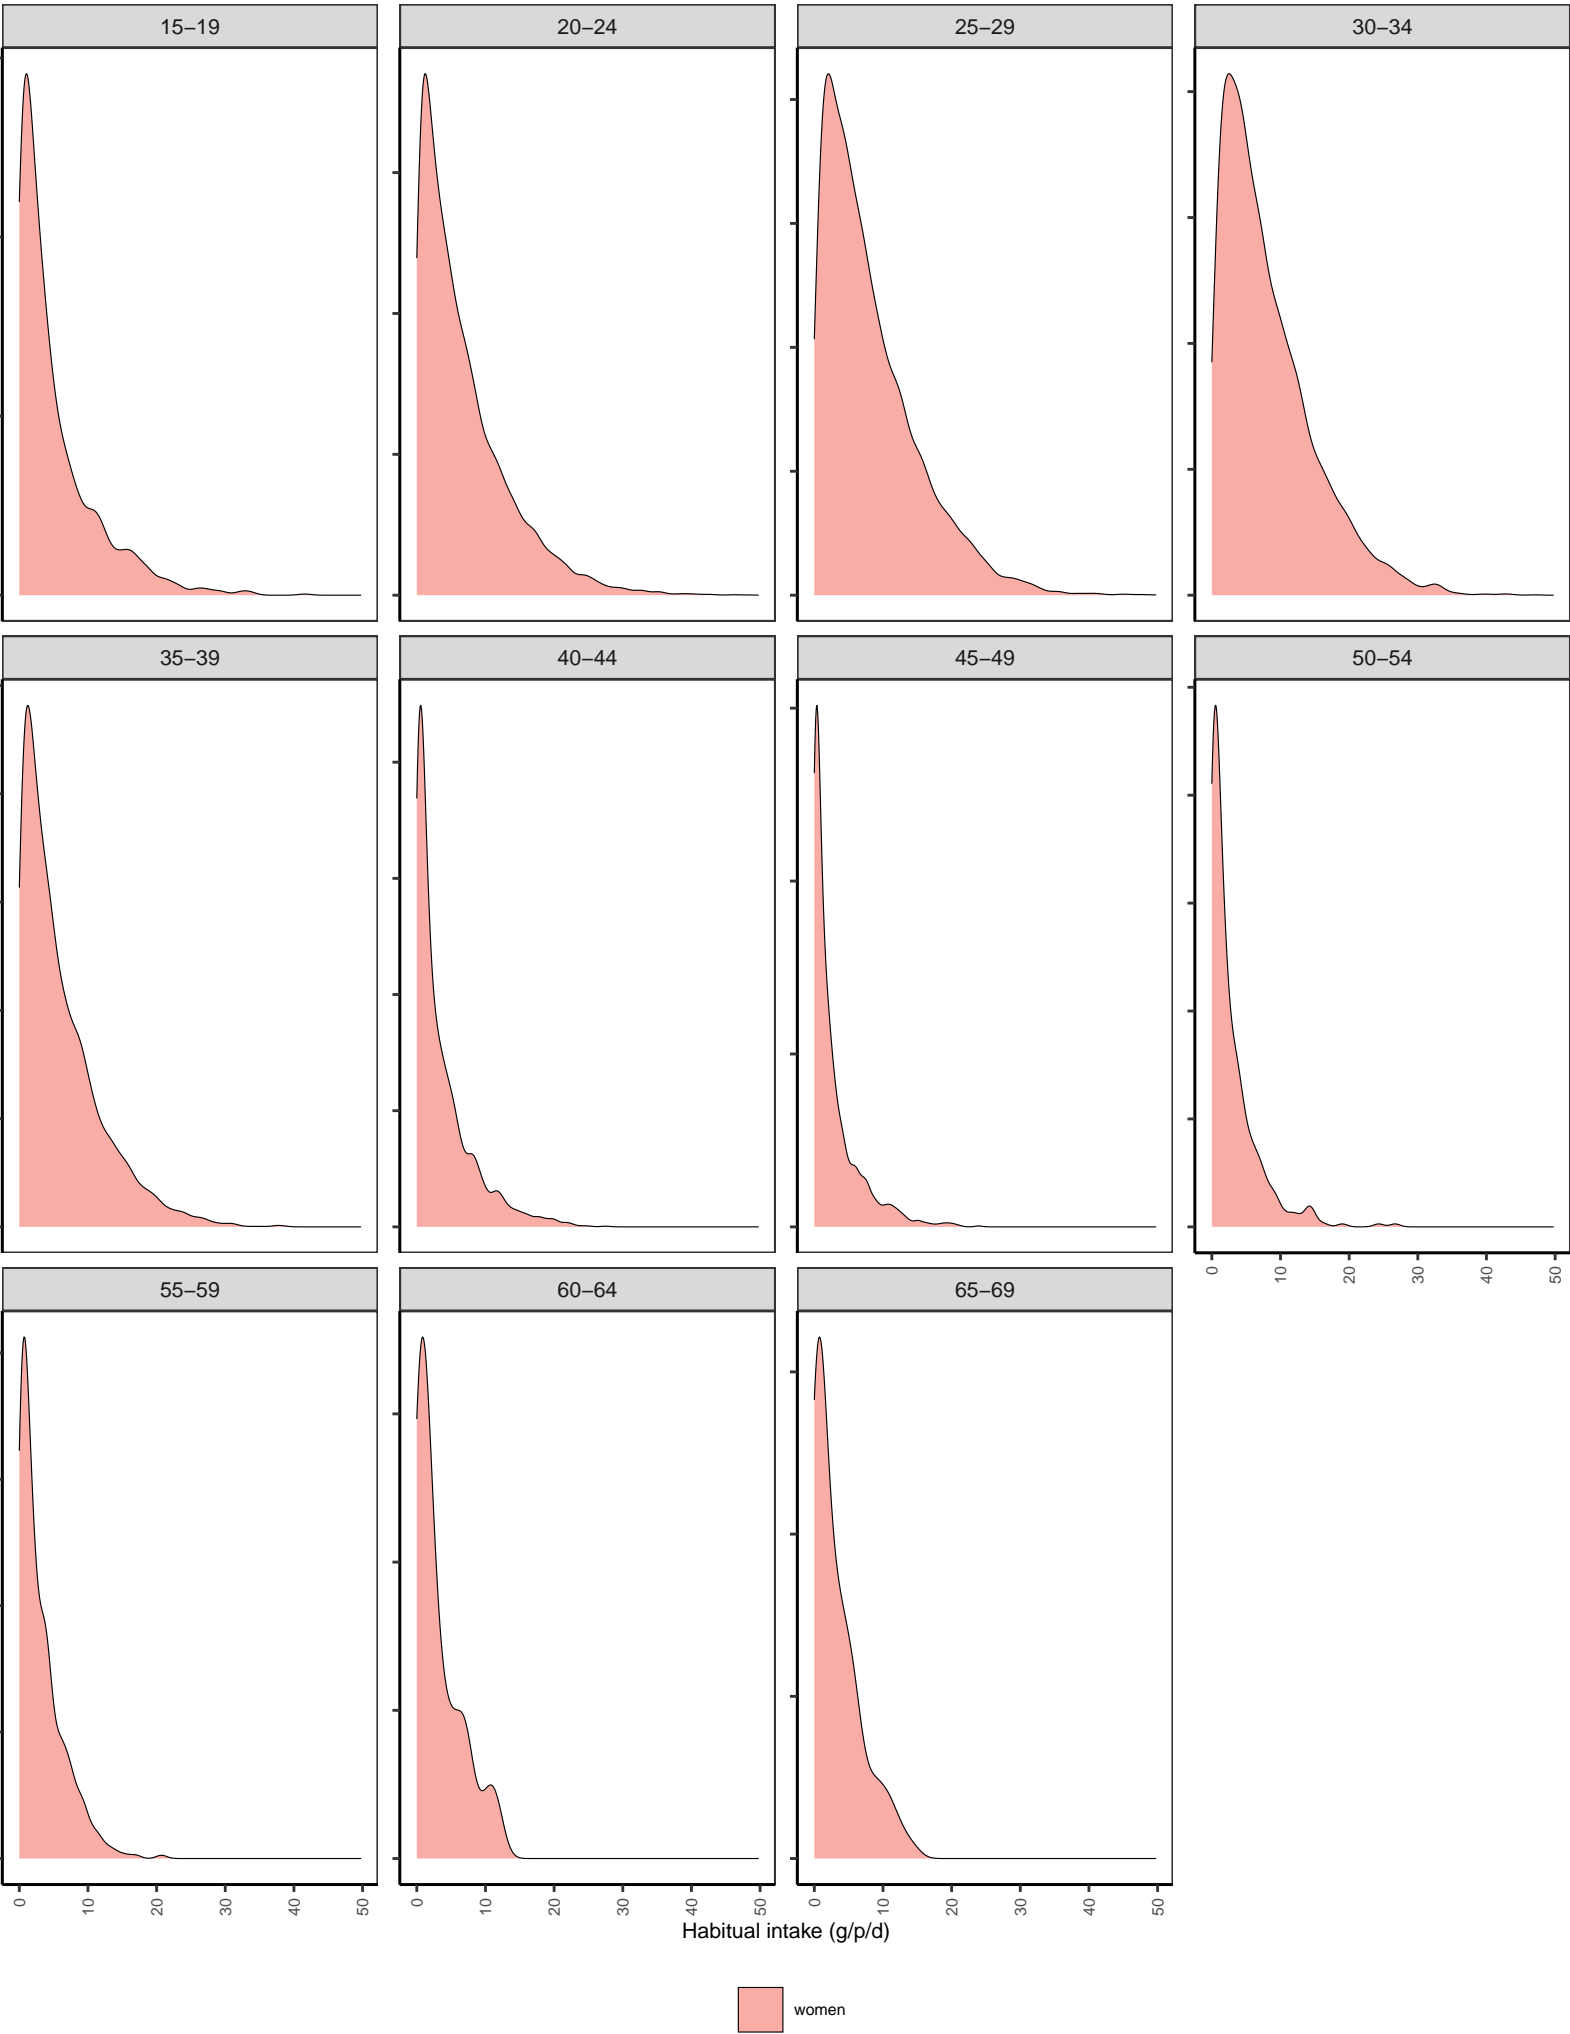 15–19 20–24 25–29 30–34
35–39 40–44 45–49 50–54
0 10 20 30 40 50
55–59 60–64 65–69
0 10 20 30 40 50 0 10 20 30 40 50 0 10 20 30 40 50
Habitual intake (g/p/d)
women